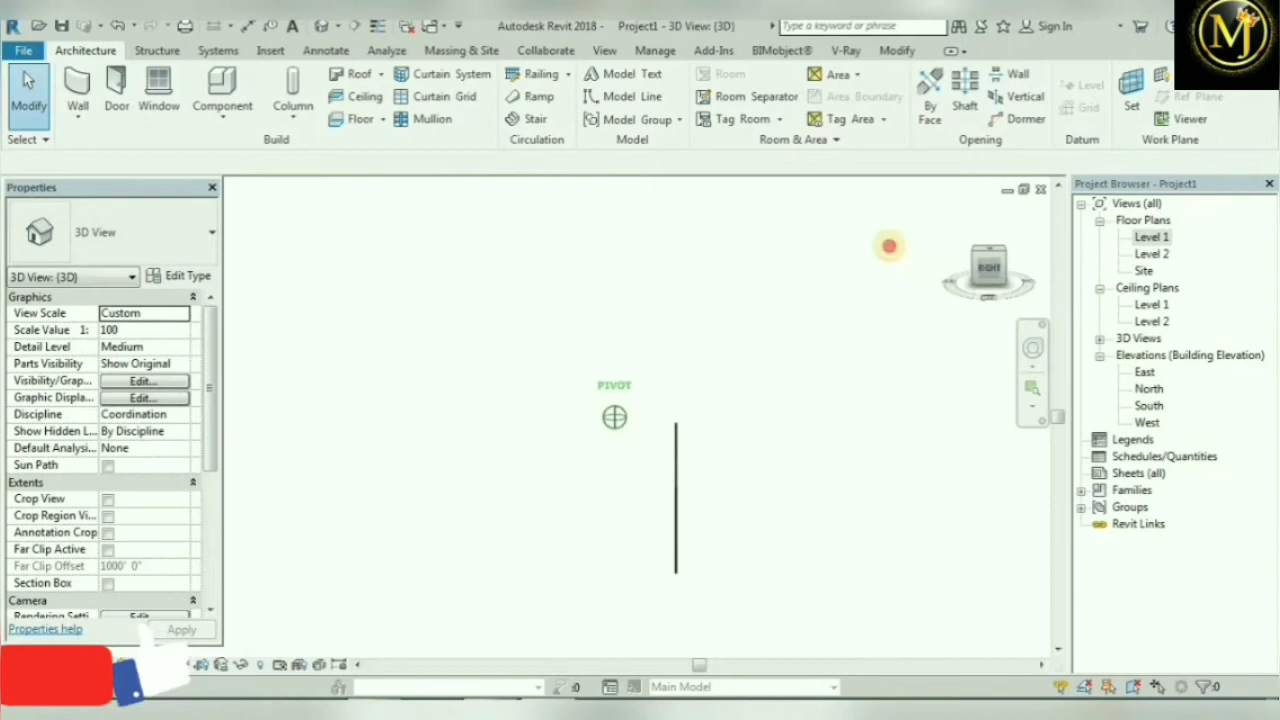 Autodesk Revit 2018 - Project1 - 3D View: {3D}
Type a keyword or phrase
Sign In
File Architecture Structure Systems Insert Annotate Analyze Massing & Site Collaborate View Manage Add-Ins BIMobject® V-Ray Modify
Modify Wall Door Window Component Column
Roof Curtain System
Ceiling Curtain Grid
Floor Mullion
Railing
Ramp
Stair
Model Text
Model Line
Model Group
Room
Room Separator
Tag Room
Area
Area Boundary
Tag Area
By Face
Shaft
Wall
Vertical
Dormer
Level
Grid
Set
Ref Plane
Viewer
Select Build Circulation Model Room & Area Opening Datum Work Plane
MJ
Properties
3D View
3D View: {3D} Edit Type
Graphics
View Scale Custom
Scale Value 1: 100
Detail Level Medium
Parts Visibility Show Original
Visibility/Grap... Edit...
Graphic Displa... Edit...
Discipline Coordination
Show Hidden L... By Discipline
Default Analysi... None
Sun Path
Extents
Crop View
Crop Region Vi...
Annotation Crop
Far Clip Active
Far Clip Offset 1000' 0"
Section Box
Camera
Rendering Setti... Edit...
Properties help Apply
PIVOT
RIGHT
Project Browser - Project1
Views (all)
Floor Plans
Level 1
Level 2
Site
Ceiling Plans
Level 1
Level 2
3D Views
Elevations (Building Elevation)
East
North
South
West
Legends
Schedules/Quantities
Sheets (all)
Families
Groups
Revit Links
:0
Main Model
:0